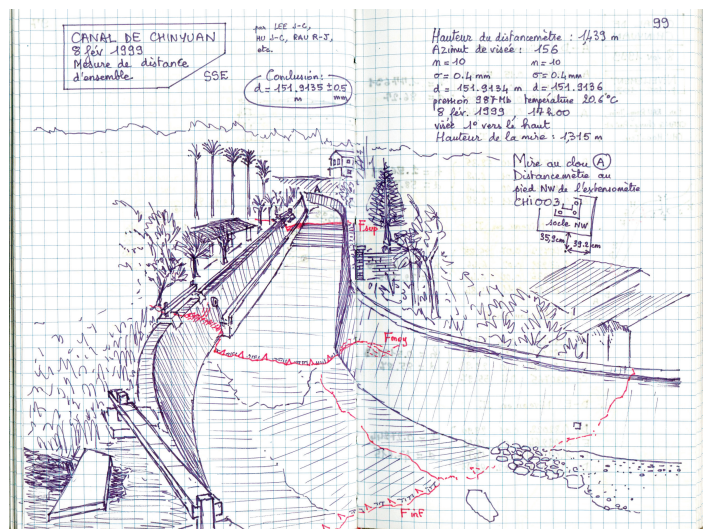 CANAL DE CHINYUAN
8 fév 1999
Mesure de distance
d'ensemble
SSE
par LEE J-C,
HU J-C, RAU R-J,
etc.
Conclusion :
d = 151.9135 ± 0.5
m mm
99
Hauteur du distancemètre : 1,439 m
Azimut de visée : 156
n = 10 n = 10
σ = 0.4 mm σ = 0.4 mm
d = 151.9134 m d = 151.9136
pression 987 Mb température 20.6°C
8 fév. 1999 17h00
visée 1° vers le haut
Hauteur de la mire : 1,315 m
Mire au clou A
Distancemètre au
pied NW de l'extensomètre
CHI003
socle NW
35,9cm
39.2 cm
Fsup
Fmoy
Finf